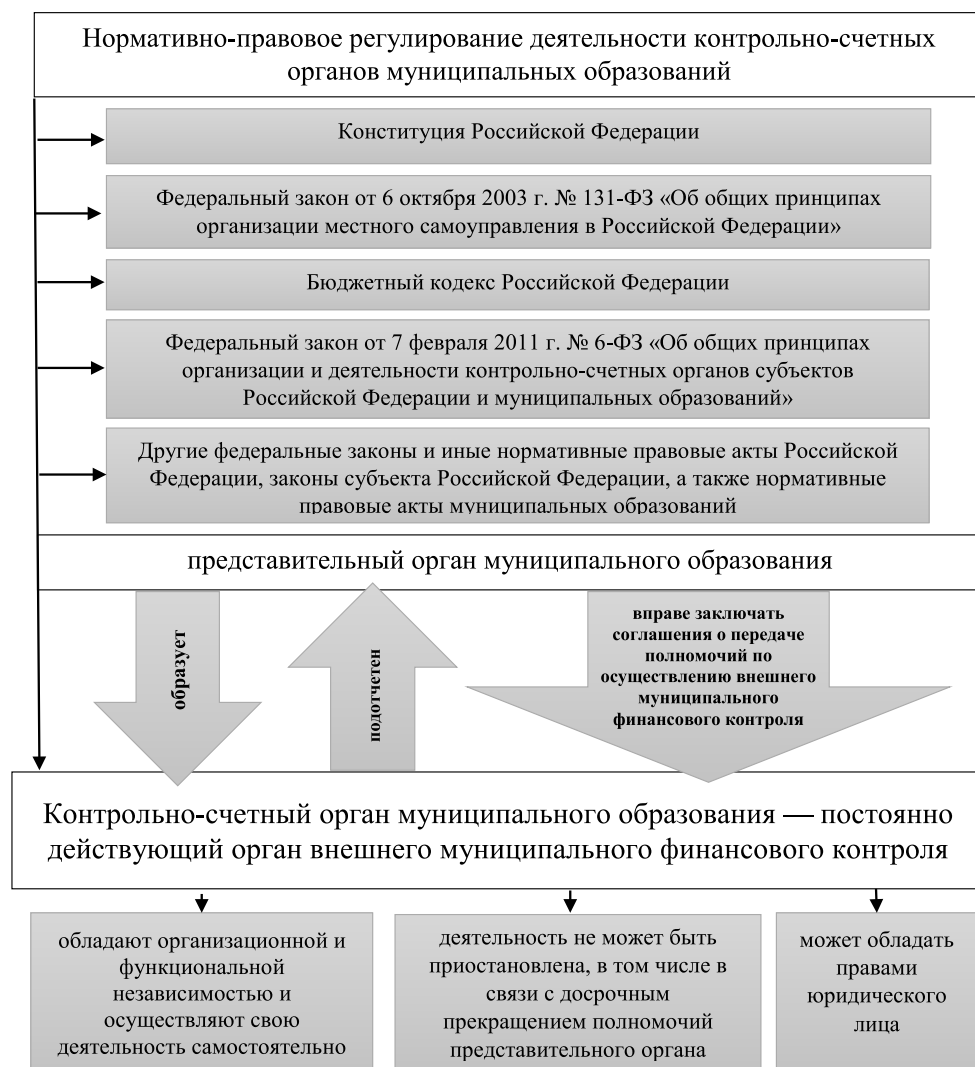 Нормативно-правовое регулирование деятельности контрольно-счетных
органов муниципальных образований
Конституция Российской Федерации
Федеральный закон от 6 октября 2003 г. № 131-ФЗ «Об общих принципах
организации местного самоуправления в Российской Федерации»
Бюджетный кодекс Российской Федерации
Федеральный закон от 7 февраля 2011 г. № 6-ФЗ «Об общих принципах
организации и деятельности контрольно-счетных органов субъектов
Российской Федерации и муниципальных образований»
Другие федеральные законы и иные нормативные правовые акты Российской
Федерации, законы субъекта Российской Федерации, а также нормативные
правовые акты муниципальных образований
представительный орган муниципального образования
образует
подотчетен
вправе заключать
соглашения о передаче
полномочий по
осуществлению внешнего
муниципального
финансового контроля
Контрольно-счетный орган муниципального образования — постоянно
действующий орган внешнего муниципального финансового контроля
обладают организационной и
функциональной
независимостью и
осуществляют свою
деятельность самостоятельно
деятельность не может быть
приостановлена, в том числе в
связи с досрочным
прекращением полномочий
представительного органа
может обладать
правами
юридического
лица